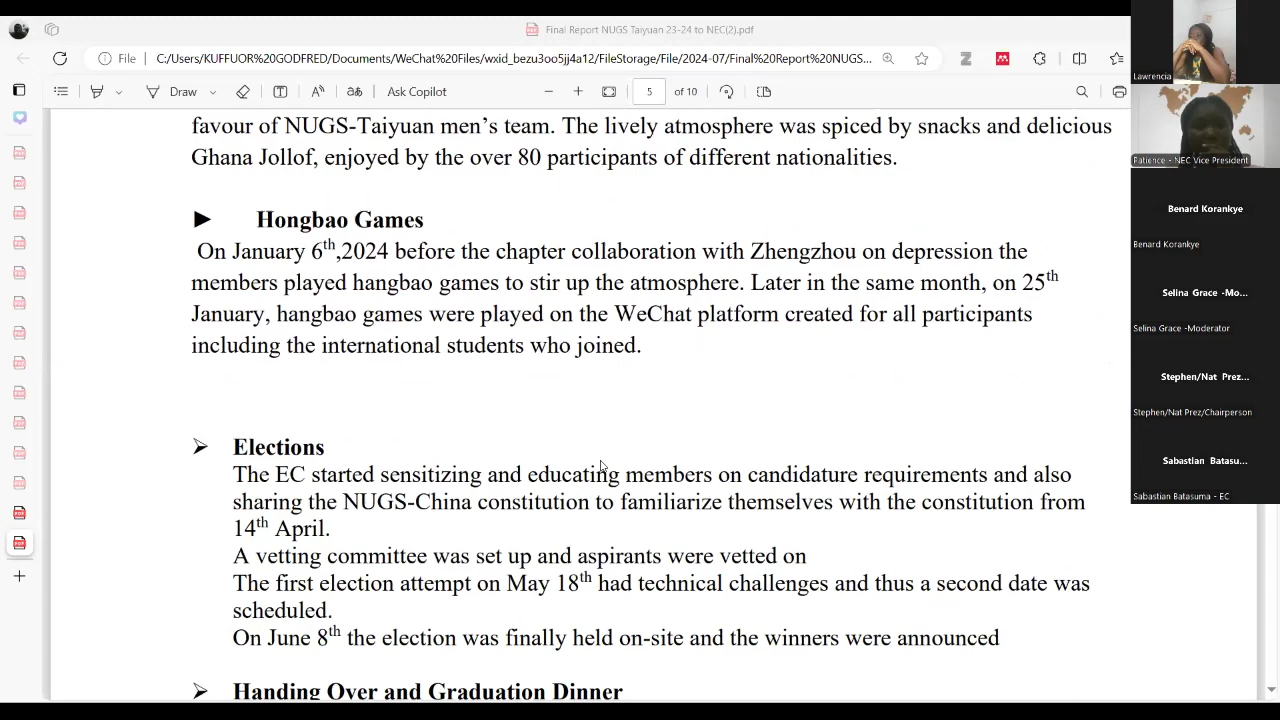 Final Report NUGS Taiyuan 23-24 to NEC(2).pdf
File
C:/Users/KUFFUOR%20GODFRED/Documents/WeChat%20Files/wxid_bezu3oo5jj4a12/FileStorage/File/2024-07/Final%20Report%20NUGS...
Draw
Ask Copilot
5
of 10
favour of NUGS-Taiyuan men’s team. The lively atmosphere was spiced by snacks and delicious
Ghana Jollof, enjoyed by the over 80 participants of different nationalities.
► Hongbao Games
On January 6th,2024 before the chapter collaboration with Zhengzhou on depression the
members played hangbao games to stir up the atmosphere. Later in the same month, on 25th
January, hangbao games were played on the WeChat platform created for all participants
including the international students who joined.
➢ Elections
The EC started sensitizing and educating members on candidature requirements and also
sharing the NUGS-China constitution to familiarize themselves with the constitution from
14th April.
A vetting committee was set up and aspirants were vetted on
The first election attempt on May 18th had technical challenges and thus a second date was
scheduled.
On June 8th the election was finally held on-site and the winners were announced
➢ Handing Over and Graduation Dinner
Lawrencia
Patience - NEC Vice President
Benard Korankye
Benard Korankye
Selina Grace -Mo...
Selina Grace -Moderator
Stephen/Nat Prez...
Stephen/Nat Prez/Chairperson
Sabastian Batasu...
Sabastian Batasuma - EC